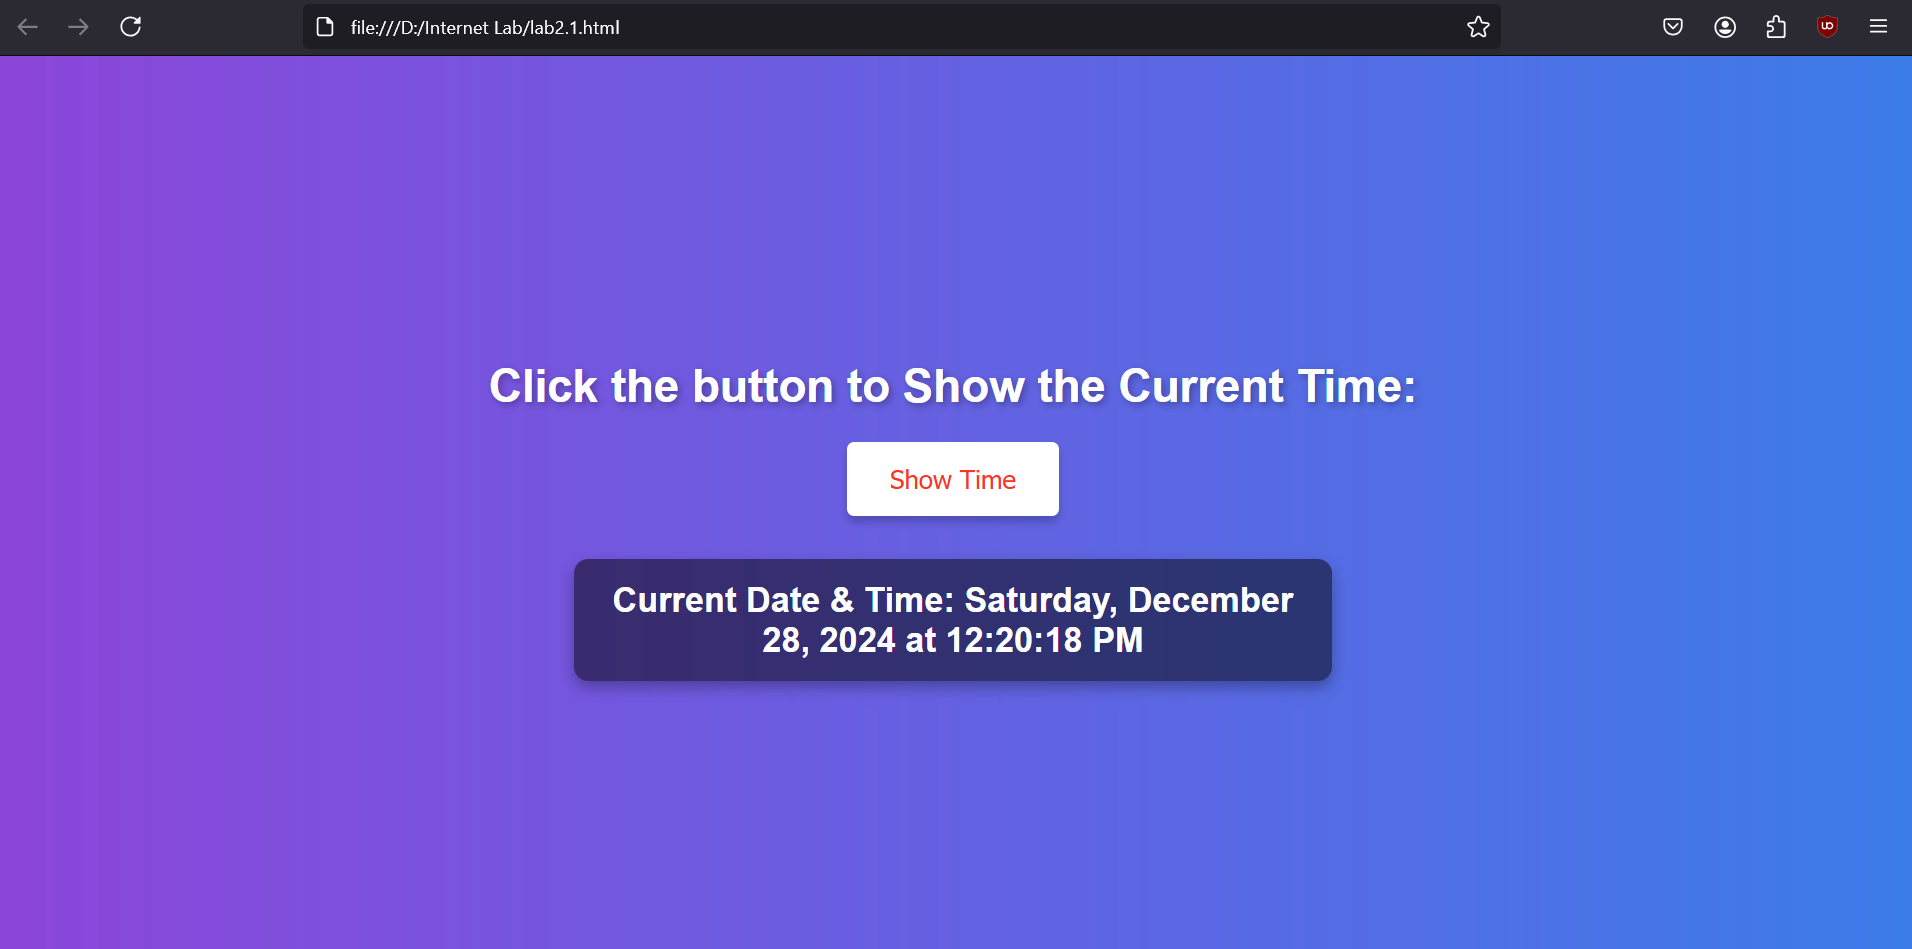 file:///D:/Internet Lab/lab2.1.html
Click the button to Show the Current Time:
Show Time
Current Date & Time: Saturday, December
28, 2024 at 12:20:18 PM